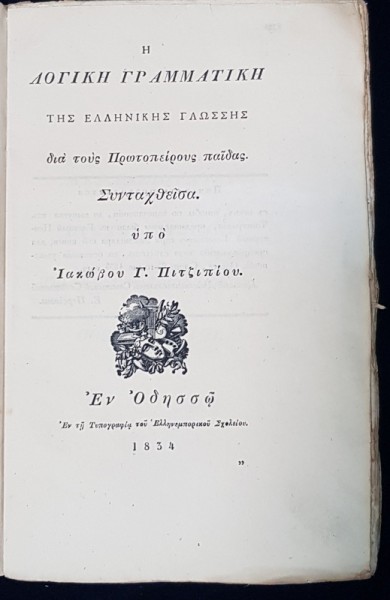 Η
ΛΟΓΙΚΗ ΓΡΑΜΜΑΤΙΚΗ
ΤΗΣ ΕΛΛΗΝΙΚΗΣ ΓΛΩΣΣΗΣ
διὰ τοὺς Πρωτοπείρους παῖδας.
Συνταχθεῖσα.
ὑπὸ
Ἰακώβου Γ. Πιτζιπίου.
Ἐν Ὀδησσῷ
Ἐν τῇ Τυπογραφίᾳ τοῦ Ἑλληνεμπορικοῦ Σχολείου.
1834
„